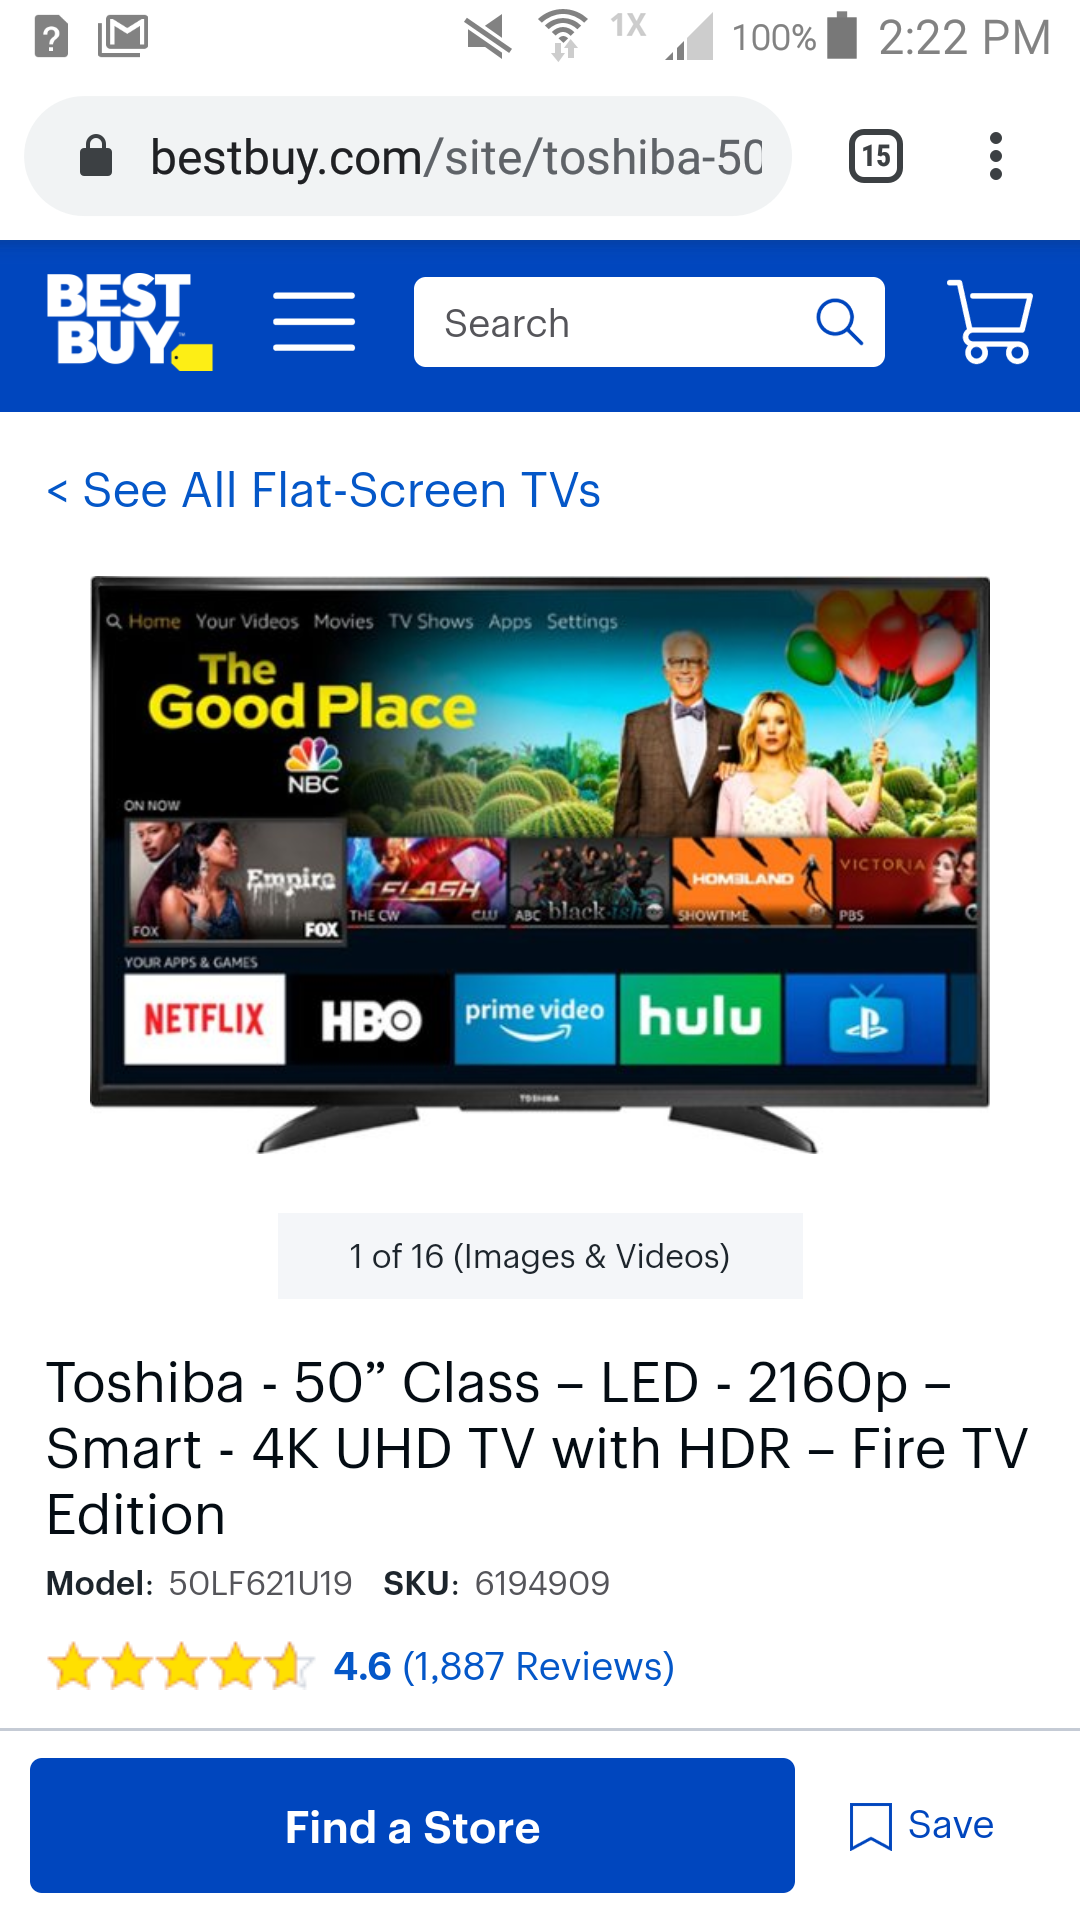 1X 100% 2:22 PM
bestbuy.com/site/toshiba-50
15
BEST
BUY™
Search
< See All Flat-Screen TVs
Home Your Videos Movies TV Shows Apps Settings
The
Good Place
NBC
ON NOW
Empire
FOX FOX
FLASH
THE CW CW
ABC black-ish abc
HOMELAND
SHOWTIME
VICTORIA
PBS
YOUR APPS & GAMES
NETFLIX HBO prime video hulu
TOSHIBA
1 of 16 (Images & Videos)
Toshiba - 50” Class – LED - 2160p –
Smart - 4K UHD TV with HDR – Fire TV
Edition
Model: 50LF621U19 SKU: 6194909
4.6 (1,887 Reviews)
Find a Store
Save